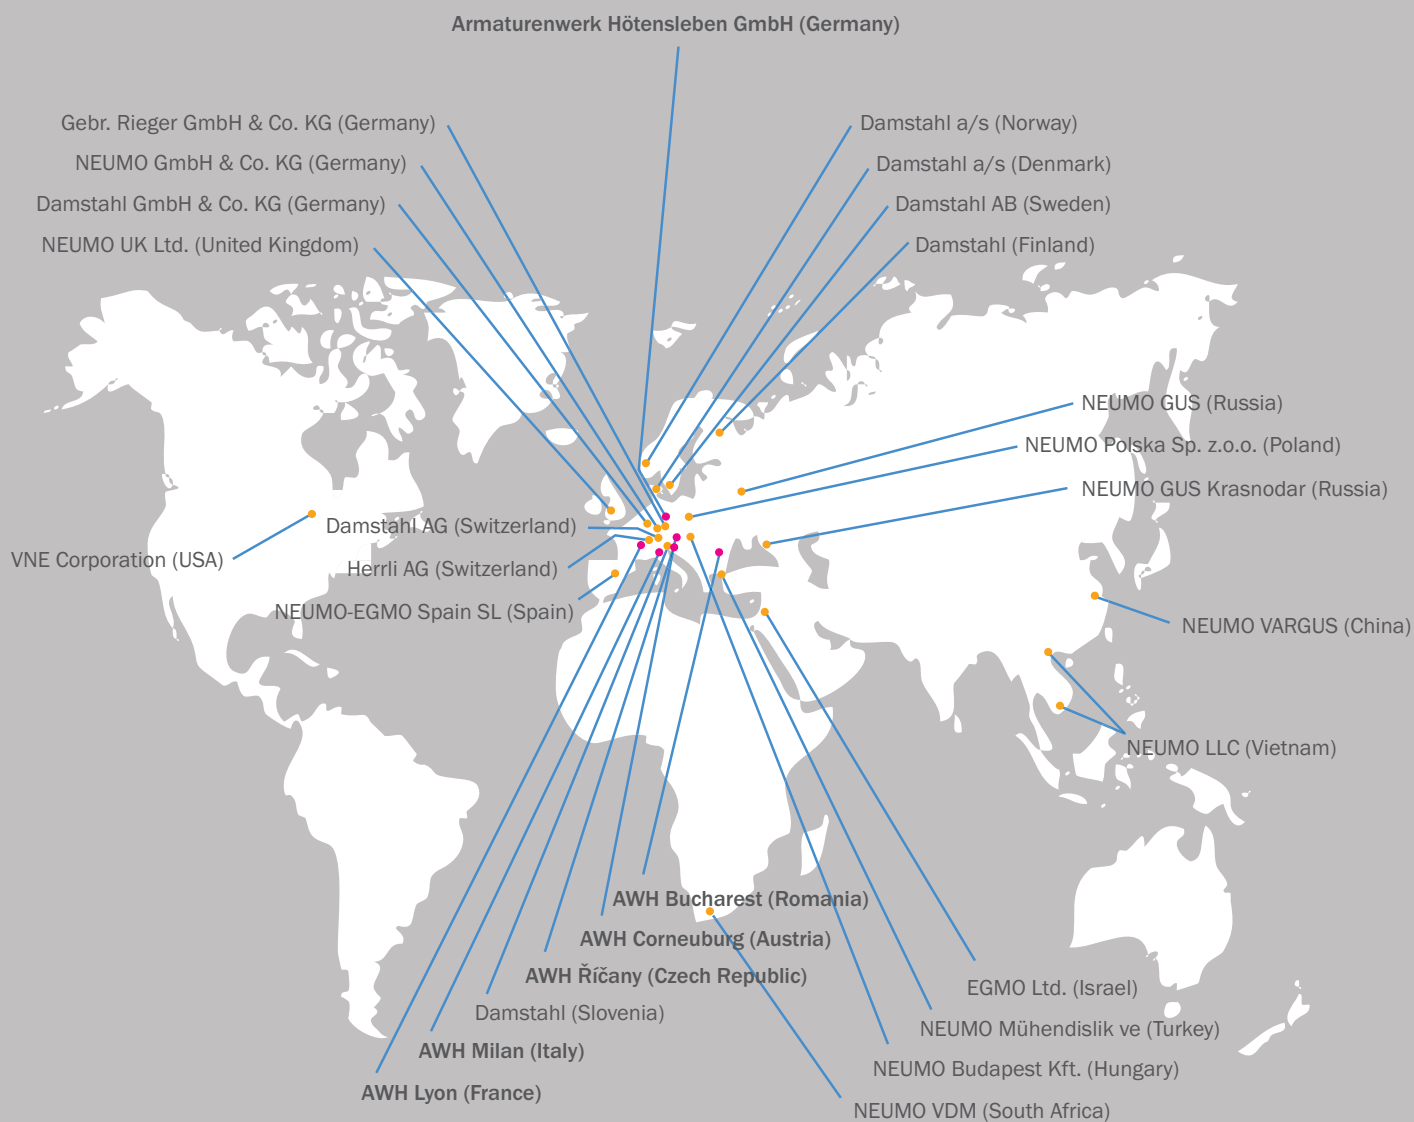 Armaturenwerk Hötensleben GmbH (Germany)
Gebr. Rieger GmbH & Co. KG (Germany)
NEUMO GmbH & Co. KG (Germany)
Damstahl GmbH & Co. KG (Germany)
NEUMO UK Ltd. (United Kingdom)
Damstahl a/s (Norway)
Damstahl a/s (Denmark)
Damstahl AB (Sweden)
Damstahl (Finland)
NEUMO GUS (Russia)
NEUMO Polska Sp. z.o.o. (Poland)
NEUMO GUS Krasnodar (Russia)
Damstahl AG (Switzerland)
VNE Corporation (USA)
Herrli AG (Switzerland)
NEUMO-EGMO Spain SL (Spain)
NEUMO VARGUS (China)
NEUMO LLC (Vietnam)
AWH Bucharest (Romania)
AWH Corneuburg (Austria)
AWH Říčany (Czech Republic)
Damstahl (Slovenia)
AWH Milan (Italy)
AWH Lyon (France)
EGMO Ltd. (Israel)
NEUMO Mühendislik ve (Turkey)
NEUMO Budapest Kft. (Hungary)
NEUMO VDM (South Africa)